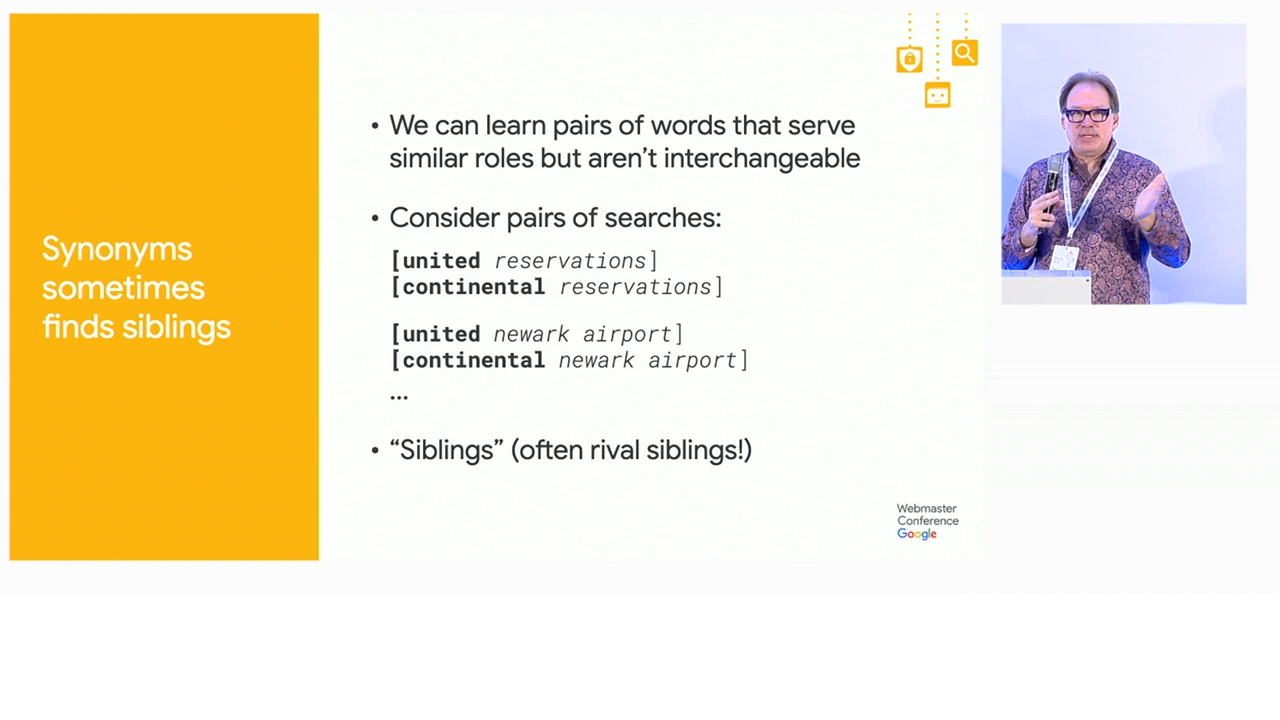 Synonyms
sometimes
finds siblings
• We can learn pairs of words that serve
similar roles but aren’t interchangeable
• Consider pairs of searches:
[united reservations]
[continental reservations]
[united newark airport]
[continental newark airport]
...
• “Siblings” (often rival siblings!)
Webmaster
Conference
Google